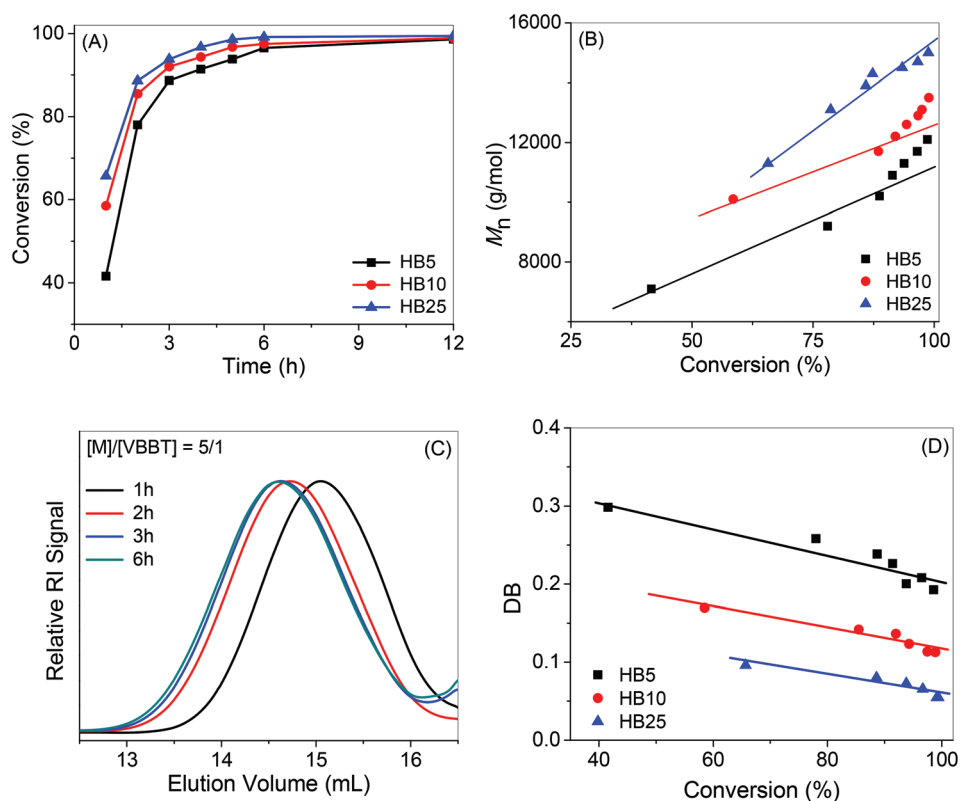 (A)
Conversion (%)
100
80
60
40
HB5
HB10
HB25
0 3 6 9 12
Time (h)
(B)
Mn (g/mol)
16000
12000
8000
HB5
HB10
HB25
25 50 75 100
Conversion (%)
[M]/[VBBT] = 5/1 (C)
1h
2h
3h
6h
Relative RI Signal
13 14 15 16
Elution Volume (mL)
(D)
DB
0.4
0.3
0.2
0.1
0.0
HB5
HB10
HB25
40 60 80 100
Conversion (%)